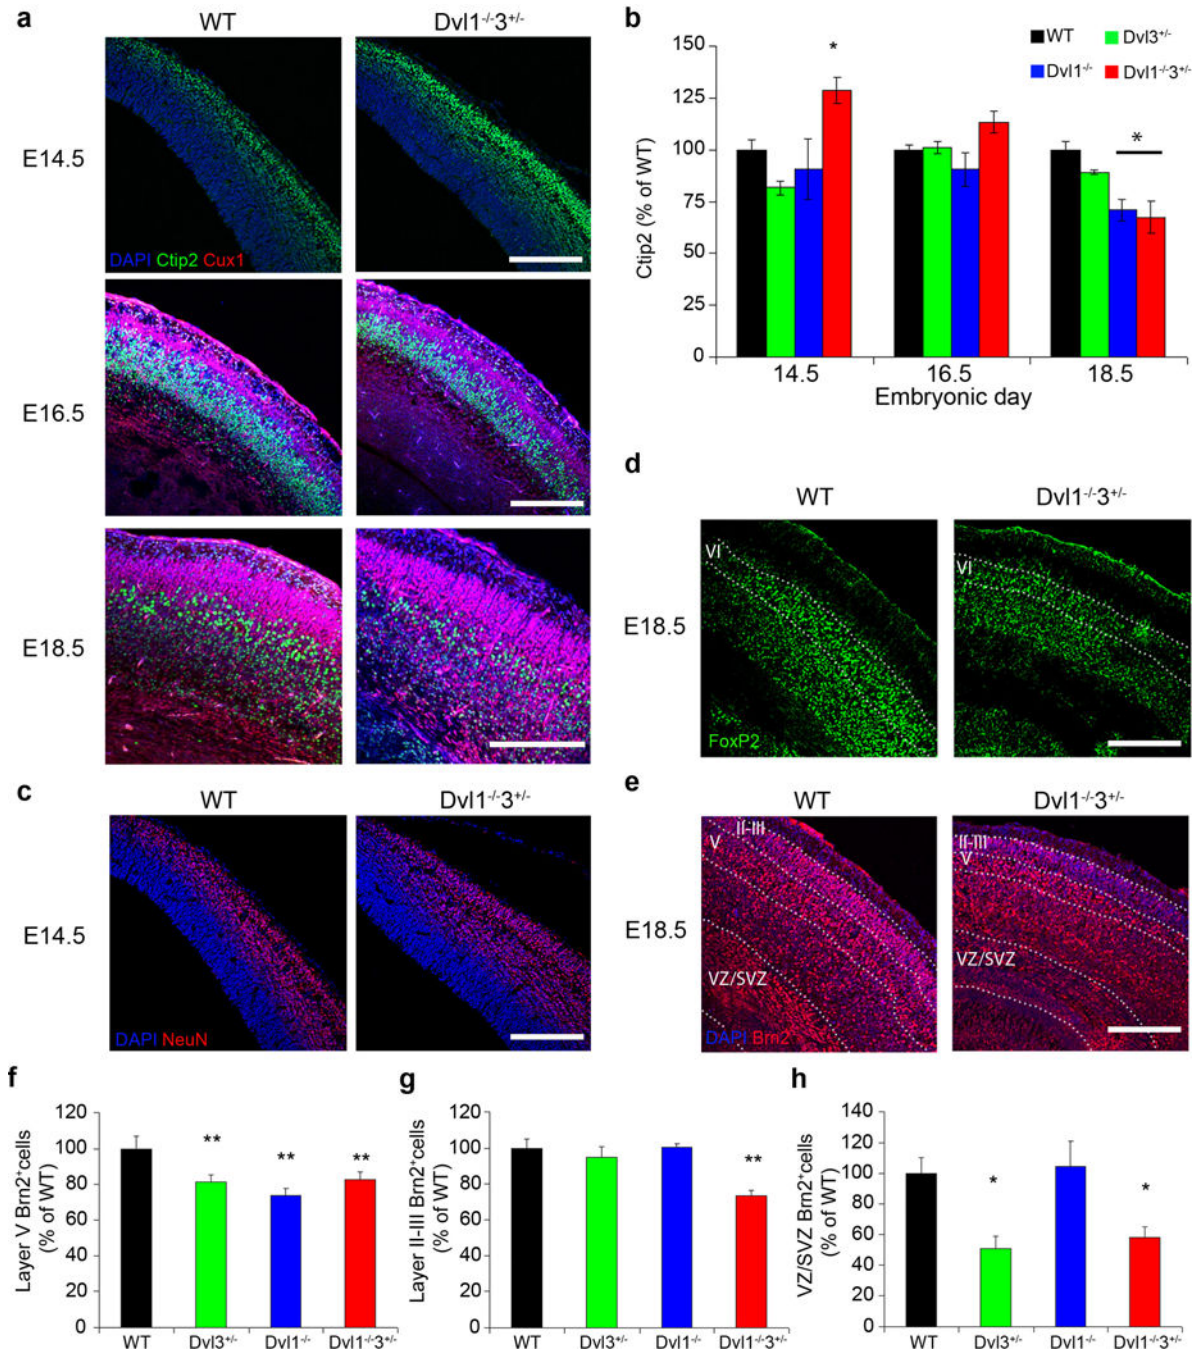 a
WT
Dvl1-/-3+/-
E14.5
DAPI Ctip2 Cux1
E16.5
E18.5
b
WT
Dvl3+/-
Dvl1-/-
Dvl1-/-3+/-
150
125
100
75
50
25
0
Ctip2 (% of WT)
*
*
14.5
16.5
18.5
Embryonic day
c
WT
Dvl1-/-3+/-
E14.5
DAPI NeuN
d
WT
Dvl1-/-3+/-
E18.5
VI
VI
FoxP2
e
WT
Dvl1-/-3+/-
E18.5
II-III
V
VZ/SVZ
DAPI Brn2
II-III
V
VZ/SVZ
f
Layer V Brn2+cells
(% of WT)
120
100
80
60
40
20
0
**
**
**
WT
Dvl3+/-
Dvl1-/-
Dvl1-/-3+/-
g
Layer II-III Brn2+cells
(% of WT)
120
100
80
60
40
20
0
**
WT
Dvl3+/-
Dvl1-/-
Dvl1-/-3+/-
h
VZ/SVZ Brn2+cells
(% of WT)
140
120
100
80
60
40
20
0
*
*
WT
Dvl3+/-
Dvl1-/-
Dvl1-/-3+/-